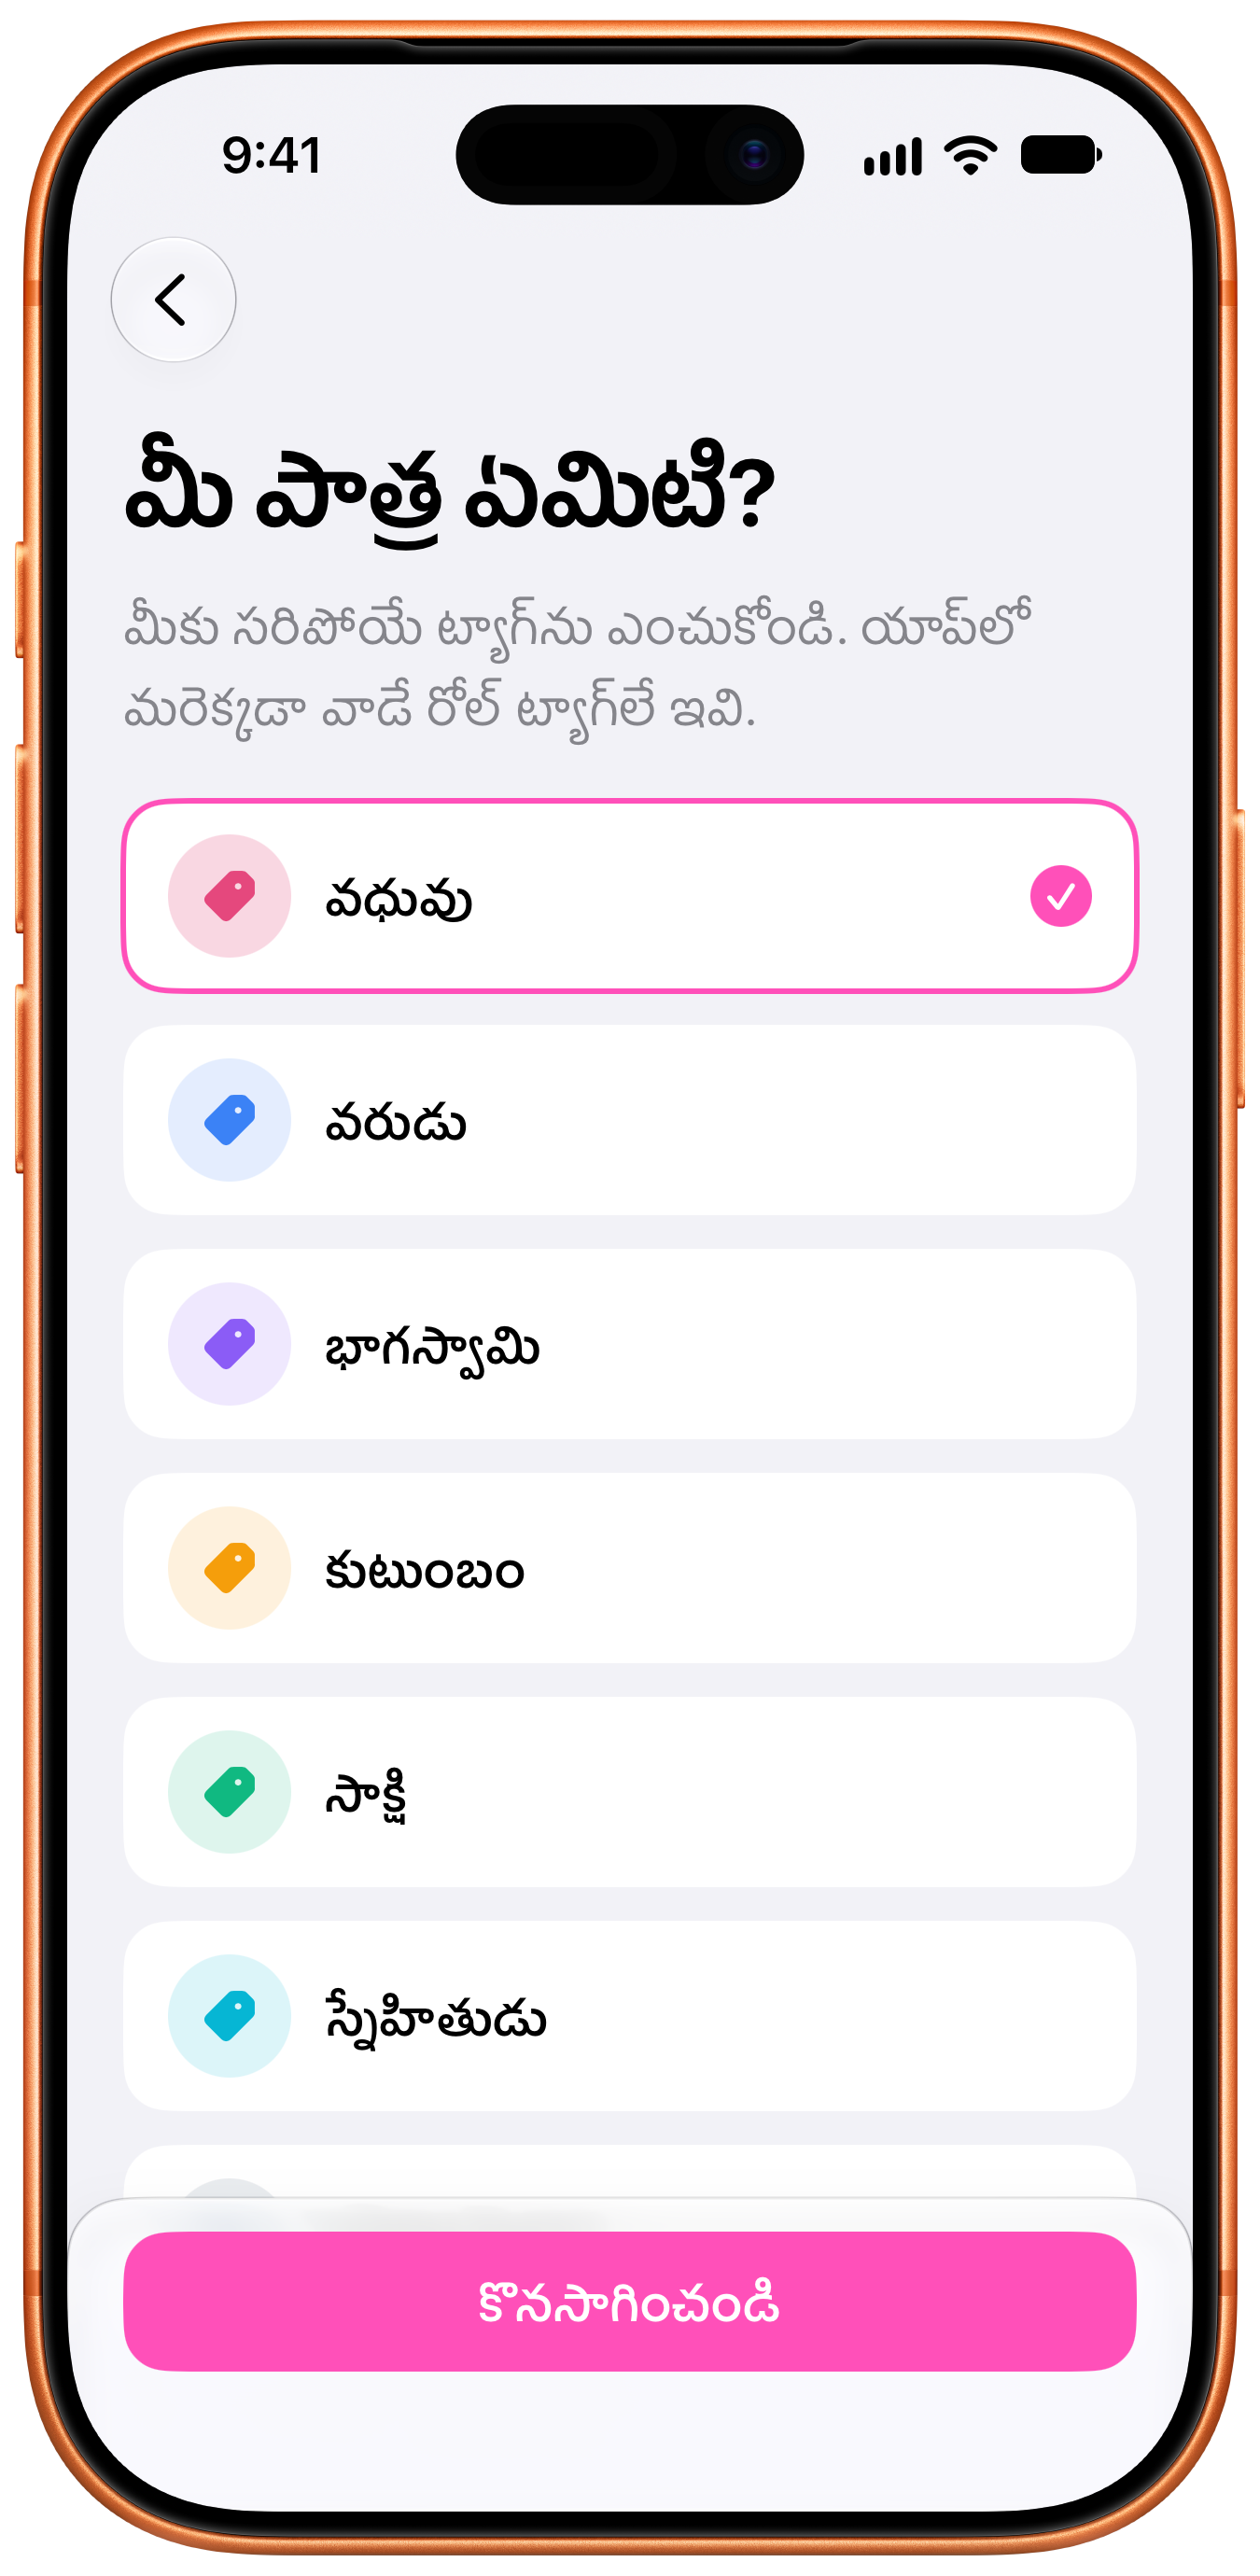 9:41
మీ పాత్ర ఏమిటి?
మీకు సరిపోయే ట్యాగ్‌ను ఎంచుకోండి. యాప్‌లో
మరెక్కడా వాడే రోల్ ట్యాగ్‌లే ఇవి.
వధువు
వరుడు
భాగస్వామి
కుటుంబం
సాక్షి
స్నేహితుడు
కొనసాగించండి